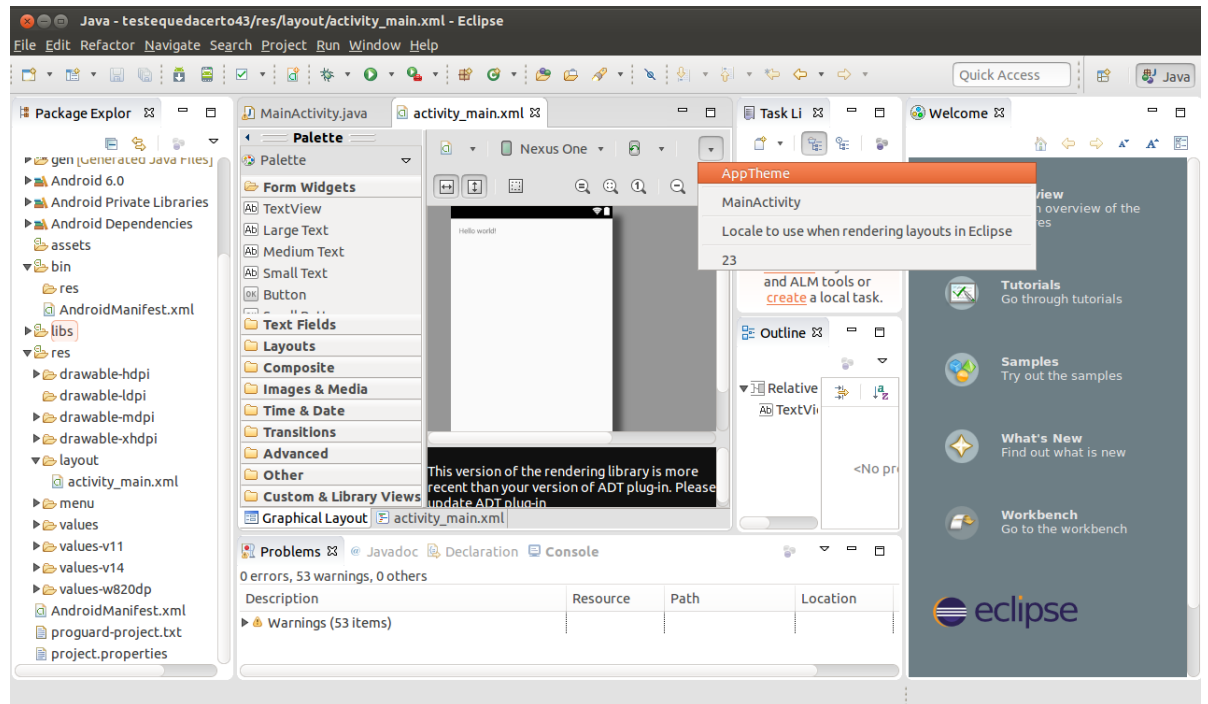 Java - testequedacerto43/res/layout/activity_main.xml - Eclipse
File Edit Refactor Navigate Search Project Run Window Help
Quick Access
Java
Package Explor
gen [Generated Java Files]
Android 6.0
Android Private Libraries
Android Dependencies
assets
bin
res
AndroidManifest.xml
libs
res
drawable-hdpi
drawable-ldpi
drawable-mdpi
drawable-xhdpi
layout
activity_main.xml
menu
values
values-v11
values-v14
values-w820dp
AndroidManifest.xml
proguard-project.txt
project.properties
MainActivity.java
activity_main.xml
Palette
Palette
Form Widgets
Ab TextView
Ab Large Text
Ab Medium Text
Ab Small Text
OK Button
Text Fields
Layouts
Composite
Images & Media
Time & Date
Transitions
Advanced
Other
Custom & Library Views
Graphical Layout
activity_main.xml
Nexus One
Hello world!
This version of the rendering library is more
recent than your version of ADT plug-in. Please
update ADT plug-in
AppTheme
MainActivity
Locale to use when rendering layouts in Eclipse
23
Task Li
and ALM tools or
create a local task.
Outline
Relative
Ab TextVi
<No pr
Welcome
n overview of the
Tutorials
Go through tutorials
Samples
Try out the samples
What's New
Find out what is new
Workbench
Go to the workbench
eclipse
Problems
@ Javadoc
Declaration
Console
0 errors, 53 warnings, 0 others
Description Resource Path Location
Warnings (53 items)